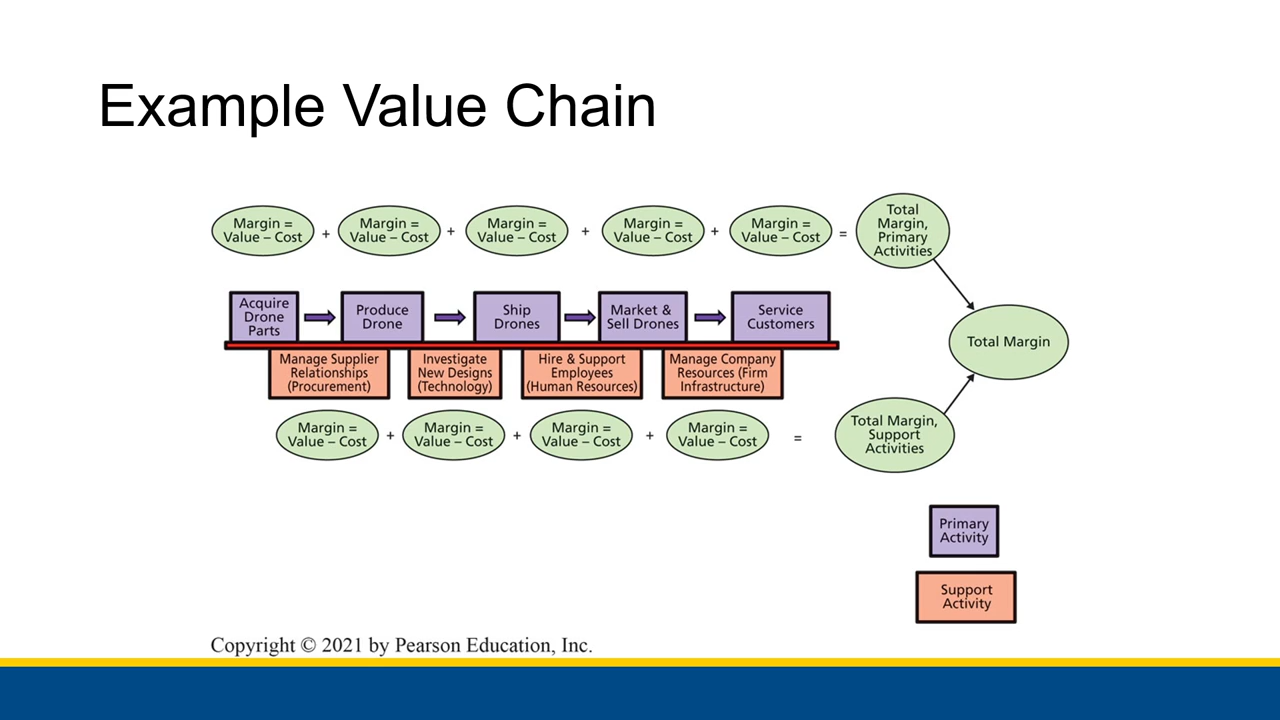 Example Value Chain
Margin =
Value – Cost
+
Margin =
Value – Cost
+
Margin =
Value – Cost
+
Margin =
Value – Cost
+
Margin =
Value – Cost
=
Total
Margin,
Primary
Activities
Acquire
Drone
Parts
Produce
Drone
Ship
Drones
Market &
Sell Drones
Service
Customers
Total Margin
Manage Supplier
Relationships
(Procurement)
Investigate
New Designs
(Technology)
Hire & Support
Employees
(Human Resources)
Manage Company
Resources (Firm
Infrastructure)
Margin =
Value – Cost
+
Margin =
Value – Cost
+
Margin =
Value – Cost
+
Margin =
Value – Cost
=
Total Margin,
Support
Activities
Primary
Activity
Support
Activity
Copyright © 2021 by Pearson Education, Inc.